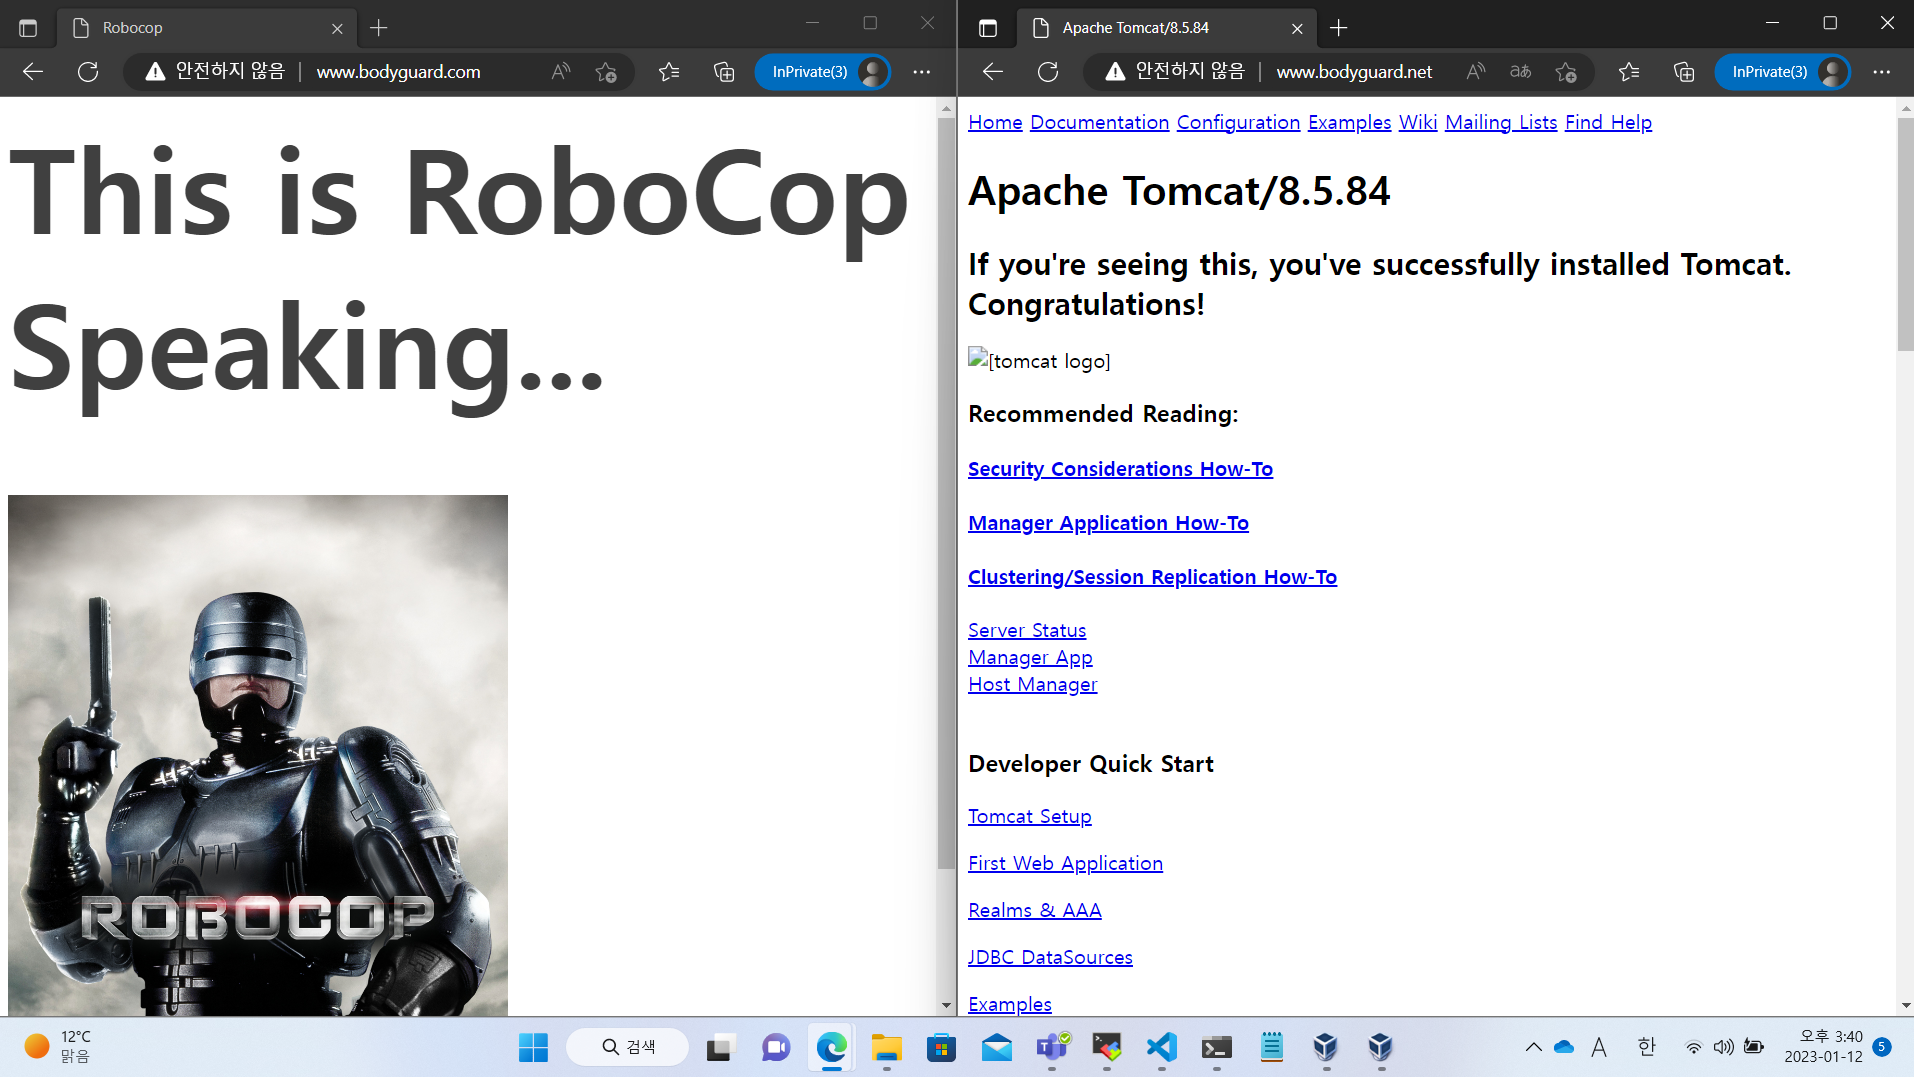 Robocop
안전하지 않음 | www.bodyguard.com
InPrivate(3)
This is RoboCop
Speaking...
ROBOCOP
Apache Tomcat/8.5.84
안전하지 않음 | www.bodyguard.net
aあ
InPrivate(3)
Home Documentation Configuration Examples Wiki Mailing Lists Find Help
Apache Tomcat/8.5.84
If you're seeing this, you've successfully installed Tomcat.
Congratulations!
[tomcat logo]
Recommended Reading:
Security Considerations How-To
Manager Application How-To
Clustering/Session Replication How-To
Server Status
Manager App
Host Manager
Developer Quick Start
Tomcat Setup
First Web Application
Realms & AAA
JDBC DataSources
Examples
12°C
맑음
검색
A 한
오후 3:40
2023-01-12
5